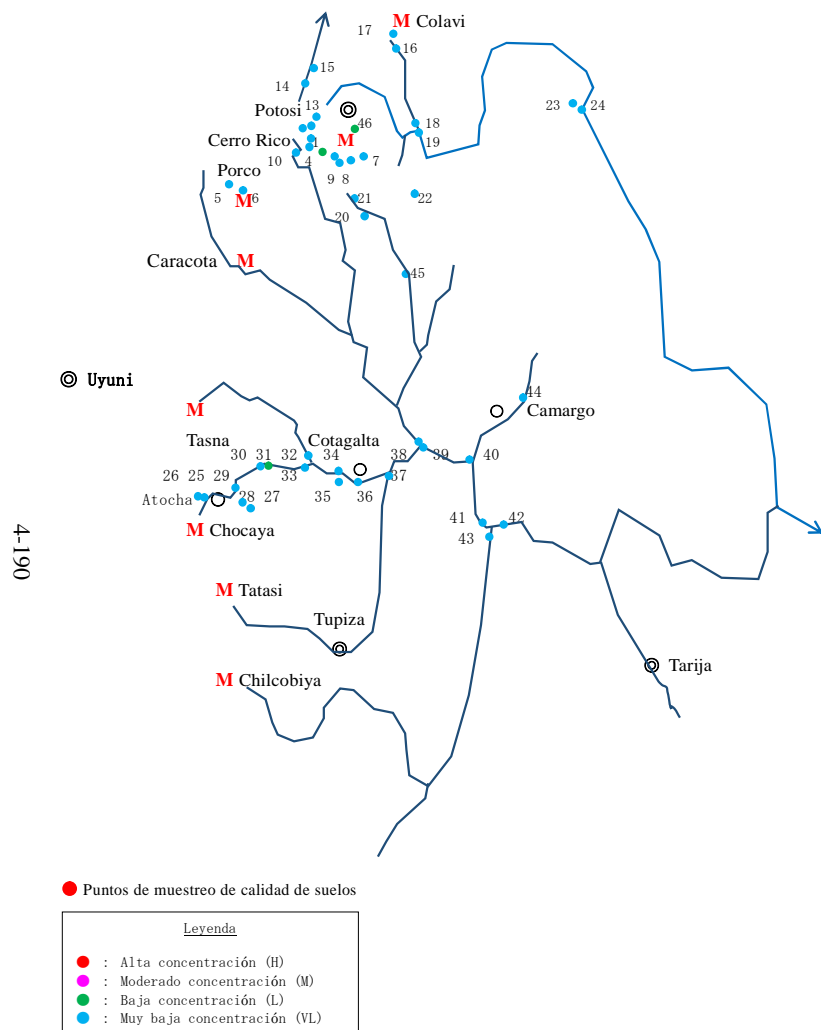 17 M Colavi
16
15
14
13
Potosi
46
23 24
18
19
Cerro Rico 1 M
10 4 9 8 7
Porco
5 6
M
21
22
20
Caracota M
45
Uyuni
M
44
Camargo
Tasna
Cotagalta
30 31 32 34 38 39 40
26 25 29 33 37
Atocha 28 27 35 36
M Chocaya
41 42
43
4-190
M Tatasi
Tupiza
Tarija
M Chilcobiya
Puntos de muestreo de calidad de suelos
Leyenda
: Alta concentración (H)
: Moderado concentración (M)
: Baja concentración (L)
: Muy baja concentración (VL)